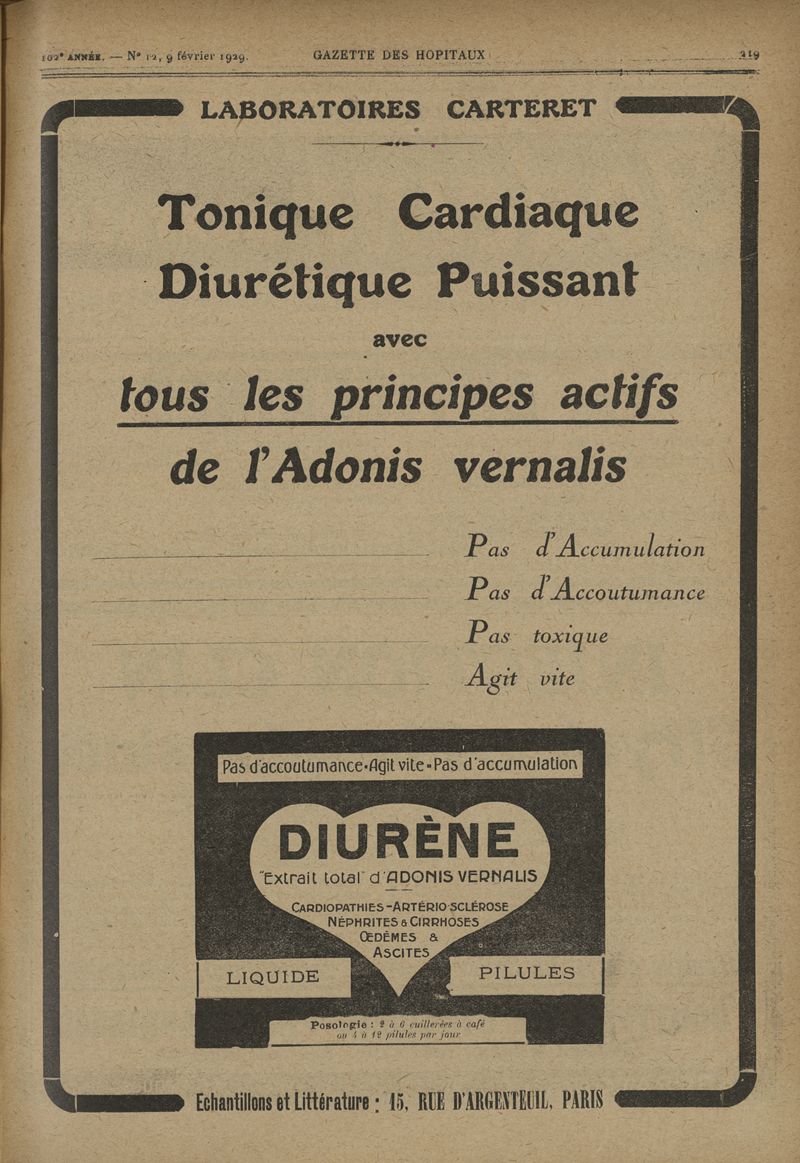 102e ANNÉE. — No 12, 9 février 1929.
GAZETTE DES HOPITAUX
219
LABORATOIRES CARTERET
Tonique Cardiaque
Diurétique Puissant
avec
tous les principes actifs
de l'Adonis vernalis
Pas d'Accumulation
Pas d'Accoutumance
Pas toxique
Agit vite
Pas d'accoutumance-Agit vite-Pas d'accumulation
DIURÈNE
"Extrait total" d'ADONIS VERNALIS
CARDIOPATHIES-ARTÉRIO-SCLÉROSE
NÉPHRITES & CIRRHOSES
ŒDÈMES &
ASCITES
LIQUIDE
PILULES
Posologie : 2 à 6 cuillerées à café
ou 4 à 12 pilules par jour
Echantillons et Littérature : 15, RUE D'ARGENTEUIL, PARIS